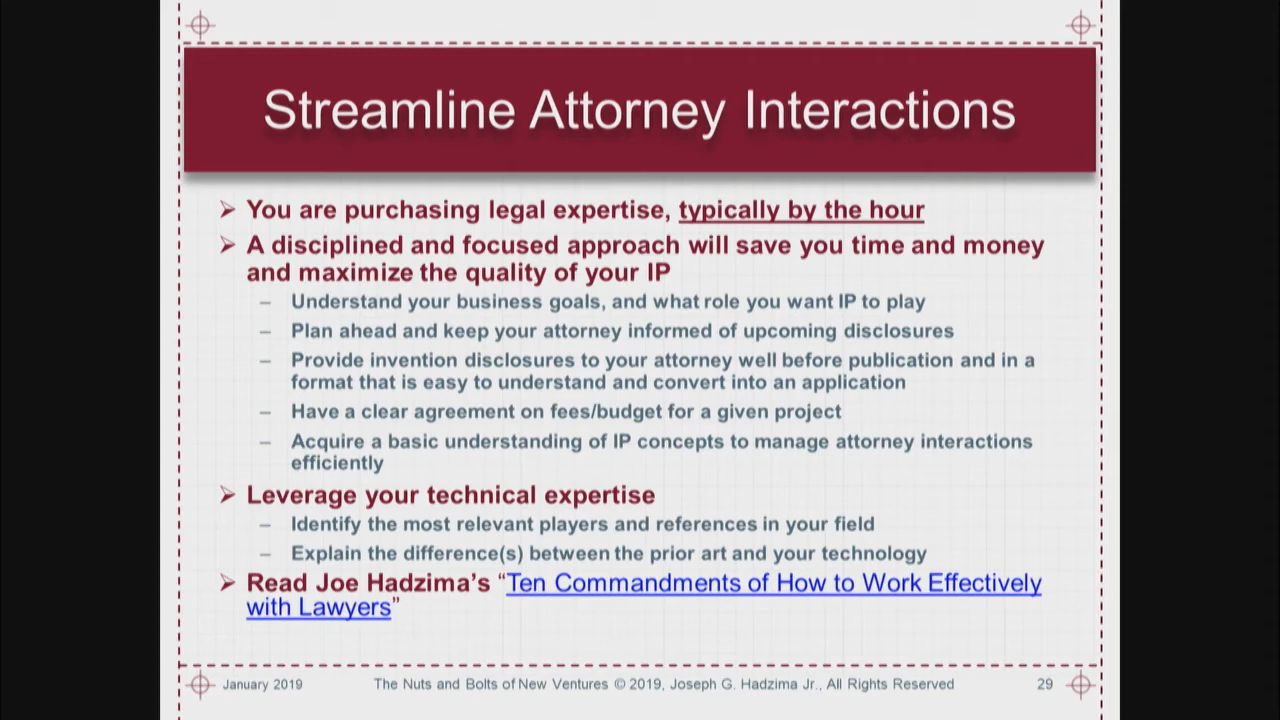 Streamline Attorney Interactions
➢ You are purchasing legal expertise, typically by the hour
➢ A disciplined and focused approach will save you time and money
and maximize the quality of your IP
– Understand your business goals, and what role you want IP to play
– Plan ahead and keep your attorney informed of upcoming disclosures
– Provide invention disclosures to your attorney well before publication and in a
format that is easy to understand and convert into an application
– Have a clear agreement on fees/budget for a given project
– Acquire a basic understanding of IP concepts to manage attorney interactions
efficiently
➢ Leverage your technical expertise
– Identify the most relevant players and references in your field
– Explain the difference(s) between the prior art and your technology
➢ Read Joe Hadzima’s “Ten Commandments of How to Work Effectively
with Lawyers”
January 2019 The Nuts and Bolts of New Ventures © 2019, Joseph G. Hadzima Jr., All Rights Reserved 29